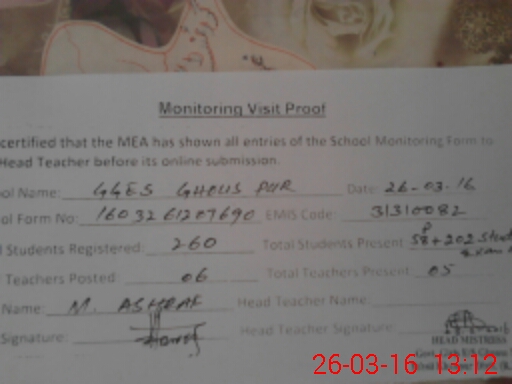 Monitoring Visit Proof
certified that the MEA has shown all entries of the School Monitoring Form to
Head Teacher before its online submission.
ool Name: GGES GHOUS PUR Date: 26-03-16
ol Form No: 1603261207690 EMIS Code: 31310082
l Students Registered: 260 Total Students Present 58+202
Teachers Posted: 06 Total Teachers Present 05
Name: M. ASHRAF Head Teacher Name:
Signature: Head Teacher Signature:
HEAD MISTRESS
26-03-16 13:12